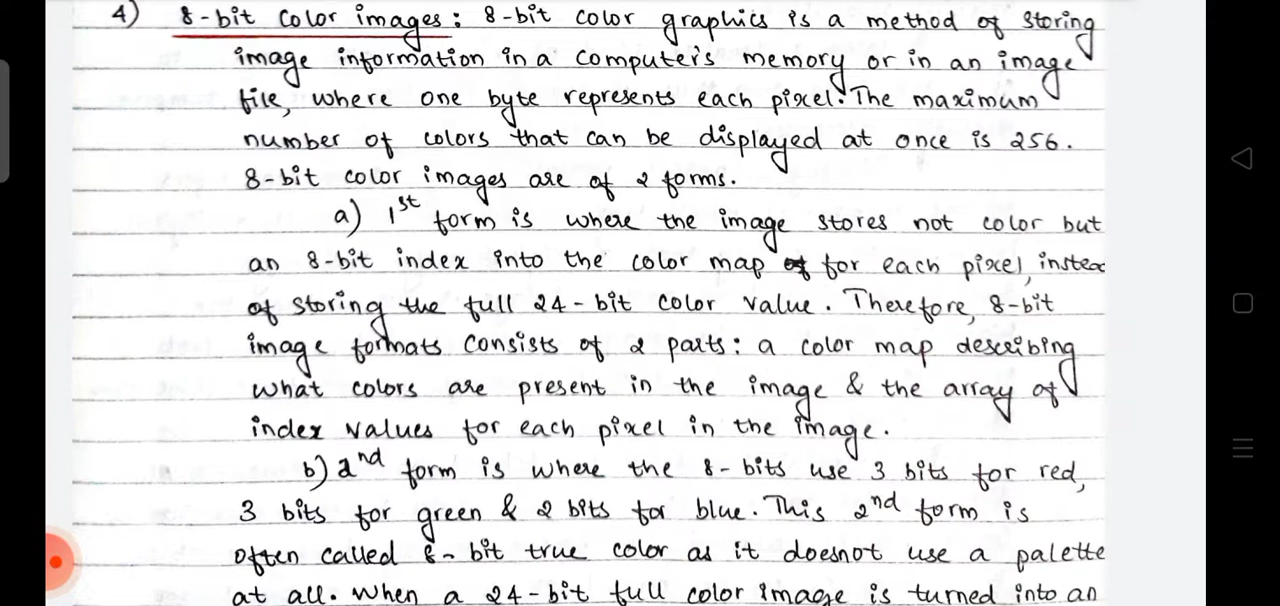 4) 8-bit color images: 8-bit color graphics is a method of storing
image information in a computer's memory or in an image
file, where one byte represents each pixel. The maximum
number of colors that can be displayed at once is 256.
8-bit color images are of 2 forms.
a) 1st form is where the image stores not color but
an 8-bit index into the color map of for each pixel, instea
of storing the full 24-bit color value. Therefore, 8-bit
image formats consists of 2 parts: a color map describing
what colors are present in the image & the array of
index values for each pixel in the image.
b) 2nd form is where the 8-bits use 3 bits for red,
3 bits for green & 2 bits for blue. This 2nd form is
often called 8-bit true color as it doesnot use a palette
at all. When a 24-bit full color image is turned into an